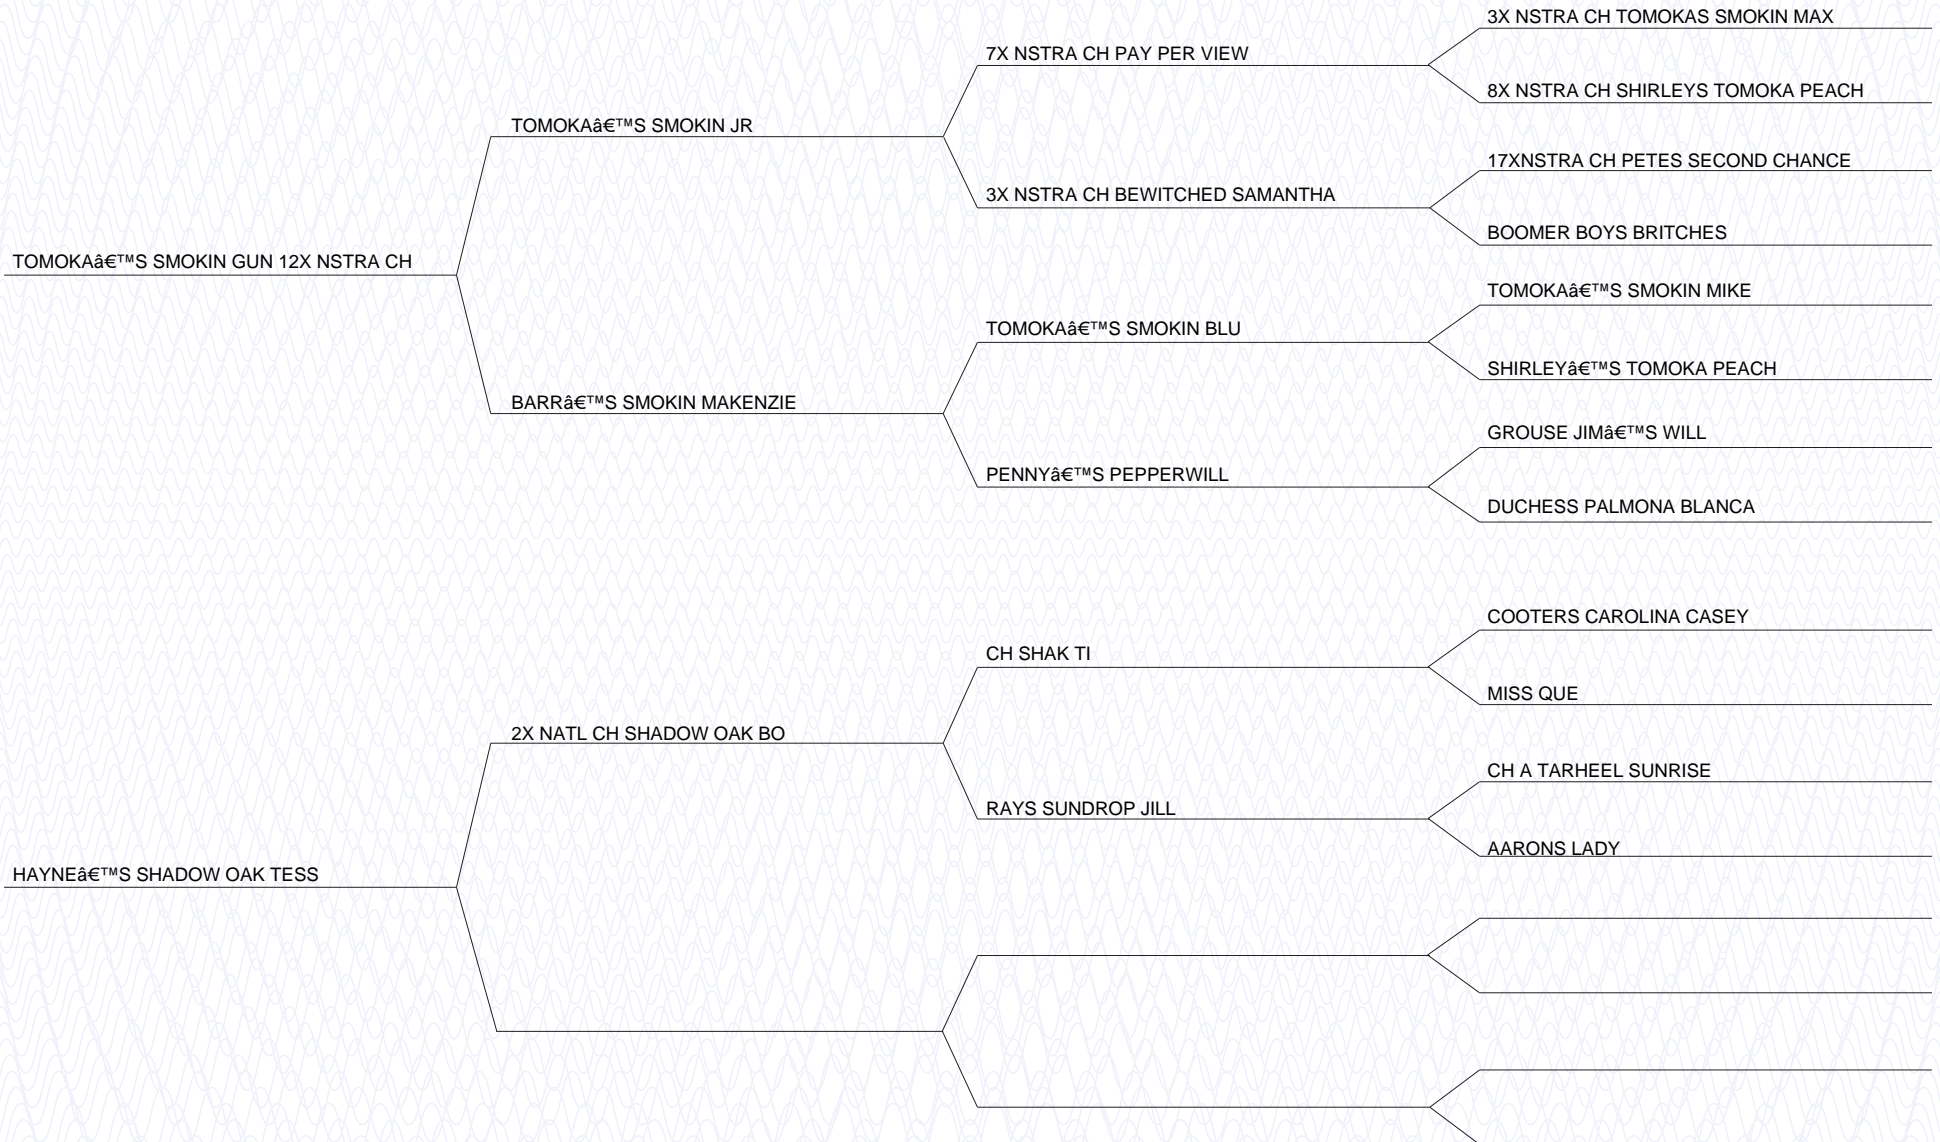 3X NSTRA CH TOMOKAS SMOKIN MAX
7X NSTRA CH PAY PER VIEW
8X NSTRA CH SHIRLEYS TOMOKA PEACH
TOMOKAâ€™S SMOKIN JR
17XNSTRA CH PETES SECOND CHANCE
3X NSTRA CH BEWITCHED SAMANTHA
BOOMER BOYS BRITCHES
TOMOKAâ€™S SMOKIN GUN 12X NSTRA CH
TOMOKAâ€™S SMOKIN MIKE
TOMOKAâ€™S SMOKIN BLU
SHIRLEYâ€™S TOMOKA PEACH
BARRâ€™S SMOKIN MAKENZIE
GROUSE JIMâ€™S WILL
PENNYâ€™S PEPPERWILL
DUCHESS PALMONA BLANCA
COOTERS CAROLINA CASEY
CH SHAK TI
MISS QUE
2X NATL CH SHADOW OAK BO
CH A TARHEEL SUNRISE
RAYS SUNDROP JILL
AARONS LADY
HAYNEâ€™S SHADOW OAK TESS